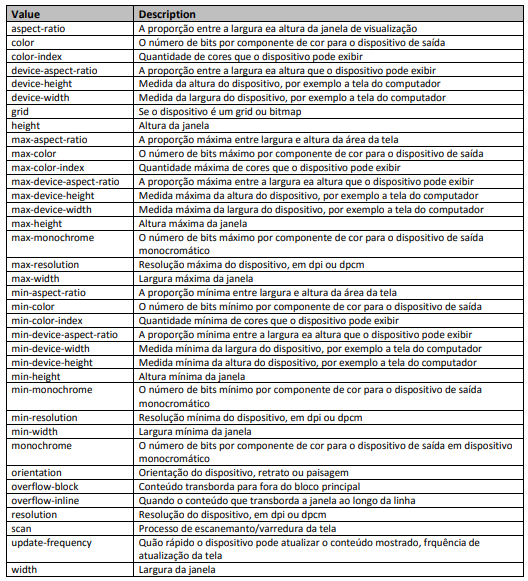 Value Description
aspect-ratio A proporção entre a largura ea altura da janela de visualização
color O número de bits por componente de cor para o dispositivo de saída
color-index Quantidade de cores que o dispositivo pode exibir
device-aspect-ratio A proporção entre a largura ea altura que o dispositivo pode exibir
device-height Medida da altura do dispositivo, por exemplo a tela do computador
device-width Medida da largura do dispositivo, por exemplo a tela do computador
grid Se o dispositivo é um grid ou bitmap
height Altura da janela
max-aspect-ratio A proporção máxima entre largura e altura da área da tela
max-color O número de bits máximo por componente de cor para o dispositivo de saída
max-color-index Quantidade máxima de cores que o dispositivo pode exibir
max-device-aspect-ratio A proporção máxima entre a largura ea altura que o dispositivo pode exibir
max-device-height Medida máxima da altura do dispositivo, por exemplo a tela do computador
max-device-width Medida máxima da largura do dispositivo, por exemplo a tela do computador
max-height Altura máxima da janela
max-monochrome O número de bits máximo por componente de cor para o dispositivo de saída
monocromático
max-resolution Resolução máxima do dispositivo, em dpi ou dpcm
max-width Largura máxima da janela
min-aspect-ratio A proporção mínima entre largura e altura da área da tela
min-color O número de bits mínimo por componente de cor para o dispositivo de saída
min-color-index Quantidade mínima de cores que o dispositivo pode exibir
min-device-aspect-ratio A proporção mínima entre a largura ea altura que o dispositivo pode exibir
min-device-width Medida mínima da largura do dispositivo, por exemplo a tela do computador
min-device-height Medida mínima da altura do dispositivo, por exemplo a tela do computador
min-height Altura mínima da janela
min-monochrome O número de bits mínimo por componente de cor para o dispositivo de saída
monocromático
min-resolution Resolução mínima do dispositivo, em dpi ou dpcm
min-width Largura mínima da janela
monochrome O número de bits por componente de cor para o dispositivo de saída em dispositivo
monocromático
orientation Orientação do dispositivo, retrato ou paisagem
overflow-block Conteúdo transborda para fora do bloco principal
overflow-inline Quando o conteúdo que transborda a janela ao longo da linha
resolution Resolução do dispositivo, em dpi ou dpcm
scan Processo de escanemanto/varredura da tela
update-frequency Quão rápido o dispositivo pode atualizar o conteúdo mostrado, frquência de
atualização da tela
width Largura da janela